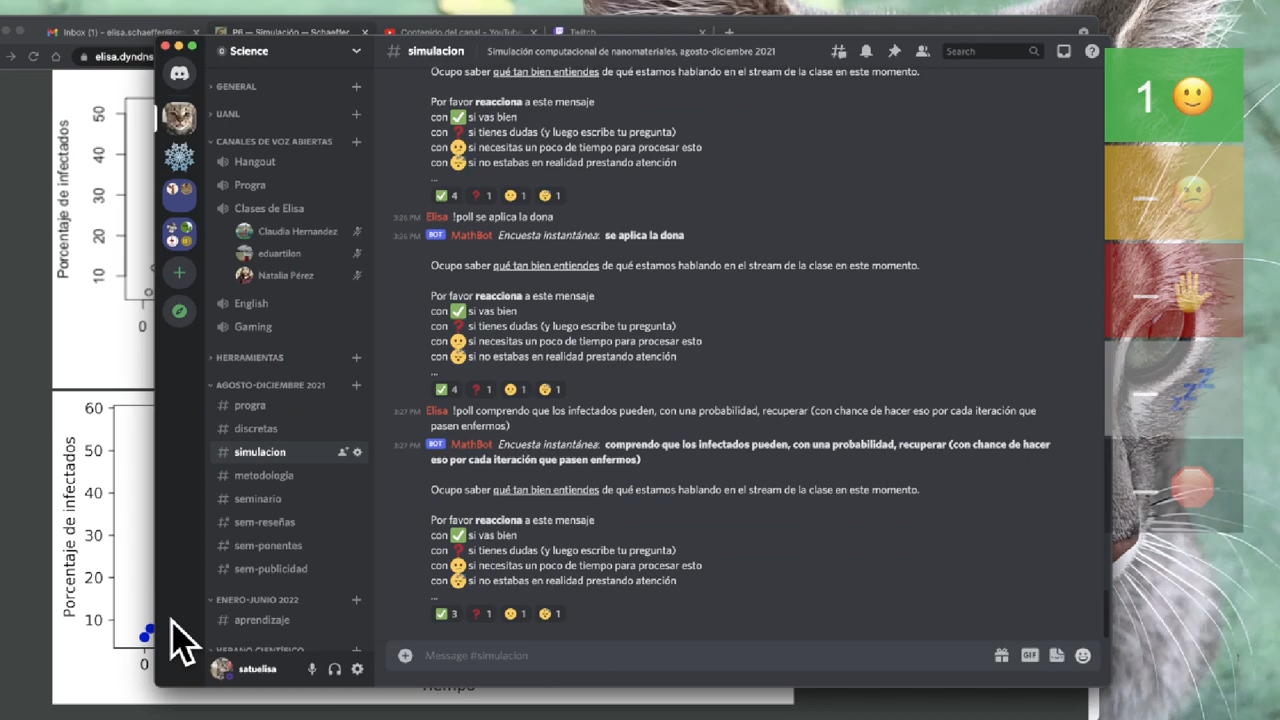 Inbox (1) - elisa.schaeffer@
P6 — Simulación — Schaeffer
Contenido del canal - YouTube
Twitch
elisa.dyndns
Science
# simulacion
Simulación computacional de nanomateriales, agosto-diciembre 2021
Search
GENERAL
UANL
CANALES DE VOZ ABIERTAS
Hangout
Progra
Clases de Elisa
Claudia Hernandez
eduartilon
Natalia Pérez
English
Gaming
HERRAMIENTAS
AGOSTO-DICIEMBRE 2021
# progra
# discretas
# simulacion
# metodologia
# seminario
# sem-reseñas
# sem-ponentes
# sem-publicidad
ENERO-JUNIO 2022
# aprendizaje
VERANO CIENTÍFICO
satuelisa
Ocupo saber qué tan bien entiendes de qué estamos hablando en el stream de la clase en este momento.
Por favor reacciona a este mensaje
con ✅ si vas bien
con ❓ si tienes dudas (y luego escribe tu pregunta)
con 😕 si necesitas un poco de tiempo para procesar esto
con 😴 si no estabas en realidad prestando atención
...
✅ 4 ❓ 1 😕 1 😴 1
3:26 PM Elisa !poll se aplica la dona
3:26 PM BOT MathBot Encuesta instantánea: se aplica la dona
Ocupo saber qué tan bien entiendes de qué estamos hablando en el stream de la clase en este momento.
Por favor reacciona a este mensaje
con ✅ si vas bien
con ❓ si tienes dudas (y luego escribe tu pregunta)
con 😕 si necesitas un poco de tiempo para procesar esto
con 😴 si no estabas en realidad prestando atención
...
✅ 4 ❓ 1 😕 1 😴 1
3:27 PM Elisa !poll comprendo que los infectados pueden, con una probabilidad, recuperar (con chance de hacer eso por cada iteración que
pasen enfermos)
3:27 PM BOT MathBot Encuesta instantánea: comprendo que los infectados pueden, con una probabilidad, recuperar (con chance de hacer
eso por cada iteración que pasen enfermos)
Ocupo saber qué tan bien entiendes de qué estamos hablando en el stream de la clase en este momento.
Por favor reacciona a este mensaje
con ✅ si vas bien
con ❓ si tienes dudas (y luego escribe tu pregunta)
con 😕 si necesitas un poco de tiempo para procesar esto
con 😴 si no estabas en realidad prestando atención
...
✅ 3 ❓ 1 😕 1 😴 1
Message #simulacion
GIF
Porcentaje de infectados
50
40
30
20
10
0
Porcentaje de infectados
60
50
40
30
20
10
0
Tiempo
1 🙂
— 🙁
— ✋
— 💤
— 🛑